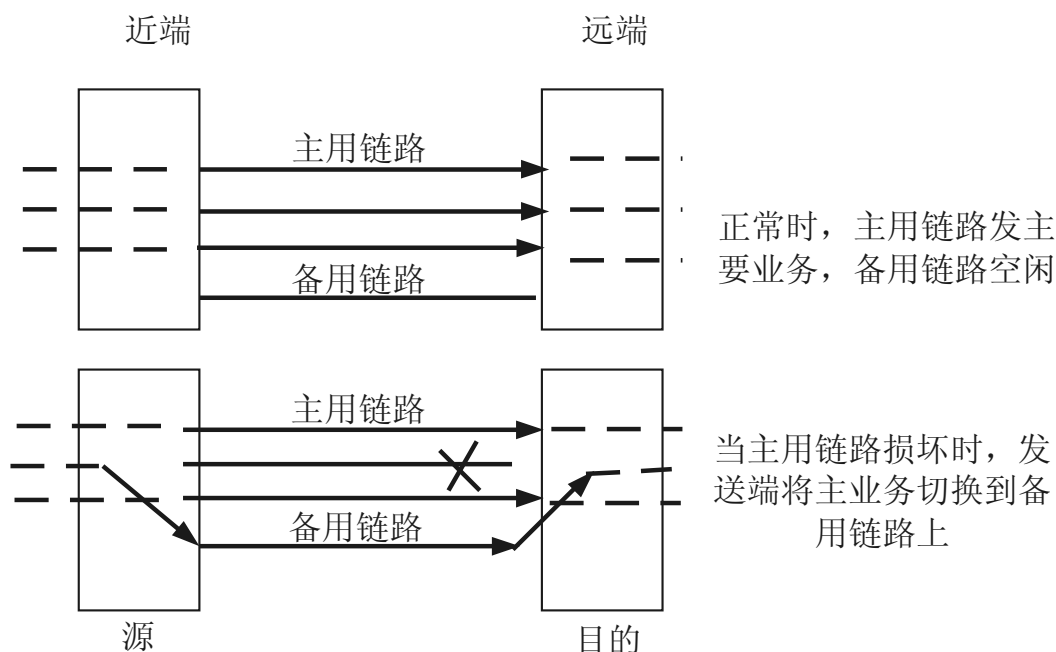 近端
远端
主用链路
备用链路
正常时，主用链路发主
要业务，备用链路空闲
主用链路
备用链路
当主用链路损坏时，发
送端将主业务切换到备
用链路上
源
目的